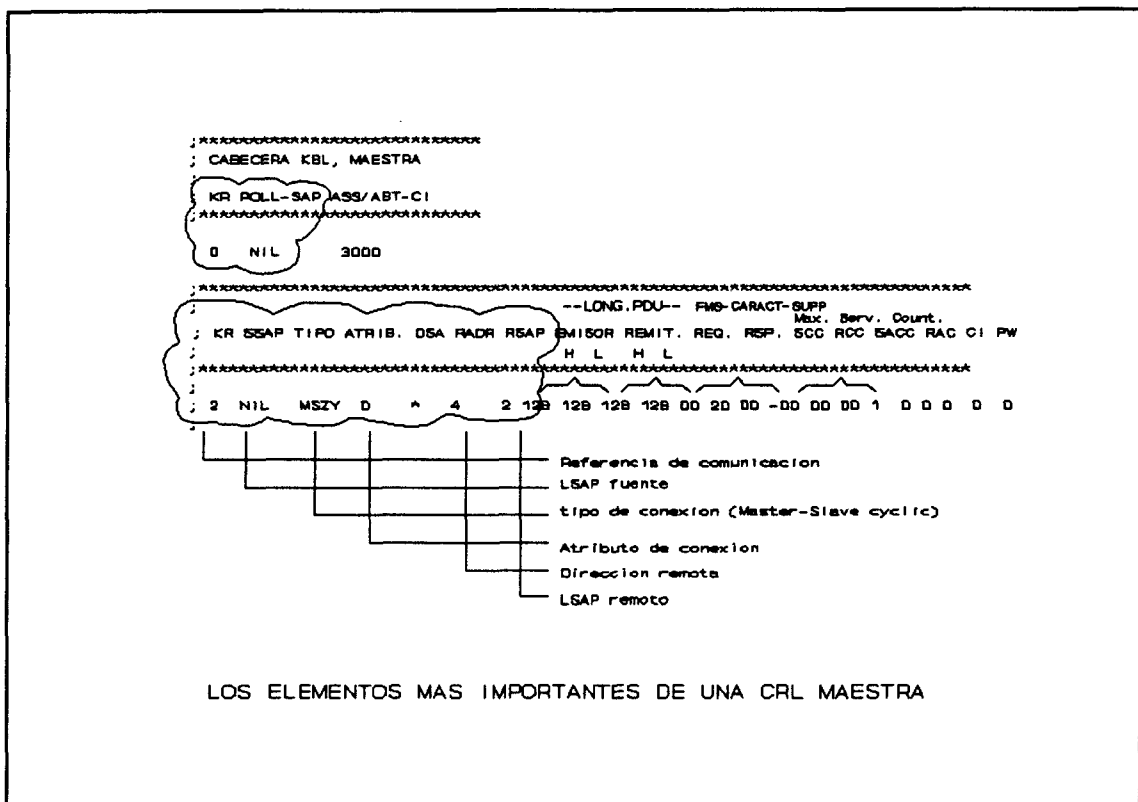 ; *****************************
; CABECERA KBL, MAESTRA
; KR POLL-SAP ASS/ABT-CI
; *****************************
0 NIL 3000
; ********************************************************************************
--LONG.PDU-- FMS-CARACT-SUPP
Max. Serv. Count.
; KR SSAP TIPO ATRIB. DSA RADR RSAP EMISOR REMIT. REQ. RSP. SCC RCC SACC RAC CI PW
H L H L
; ********************************************************************************
; 2 NIL MSZY D * 4 2 128 128 128 128 00 20 00 -00 00 00 1 0 0 0 0 0
Referencia de comunicacion
LSAP fuente
tipo de conexion (Master-Slave cyclic)
Atributo de conexion
Direccion remota
LSAP remoto
LOS ELEMENTOS MAS IMPORTANTES DE UNA CRL MAESTRA